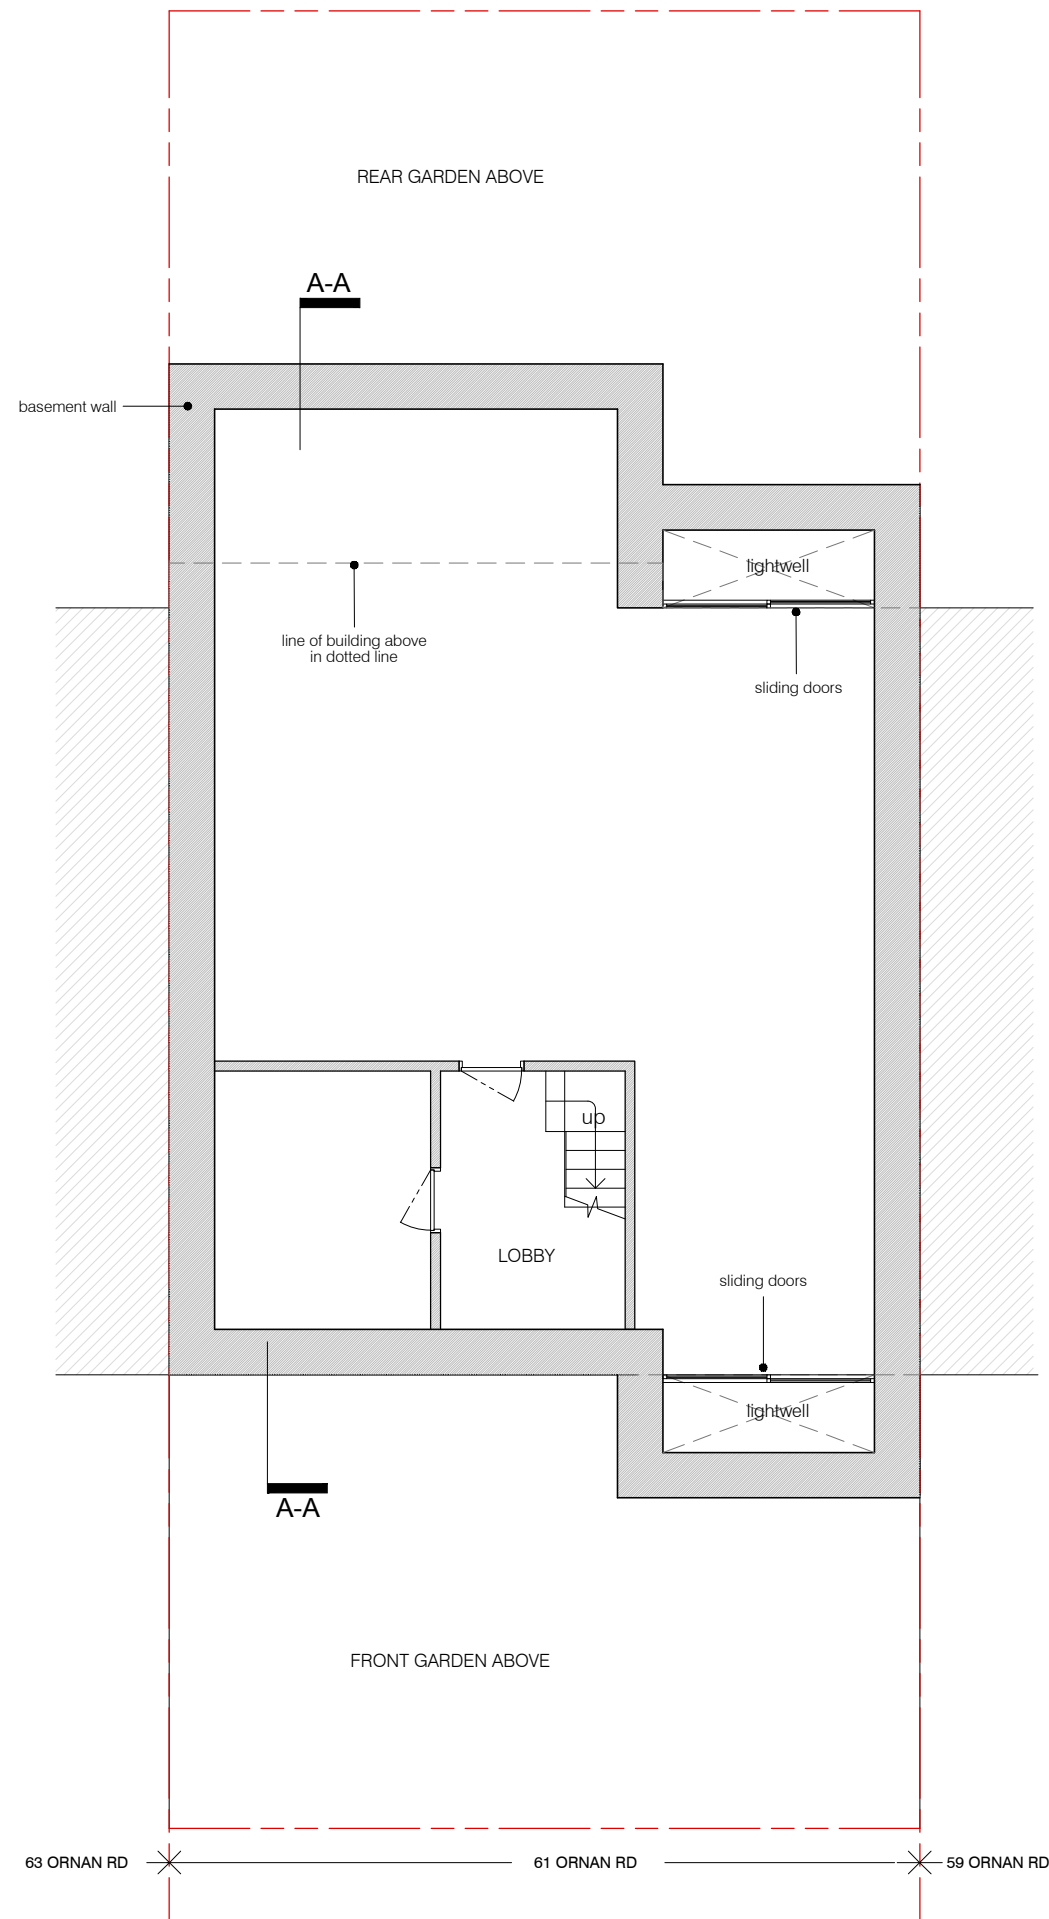 REAR GARDEN ABOVE
A-A
basement wall
lightwell
line of building above
in dotted line
sliding doors
up
LOBBY
sliding doors
lightwell
A-A
FRONT GARDEN ABOVE
63 ORNAN RD
61 ORNAN RD
59 ORNAN RD